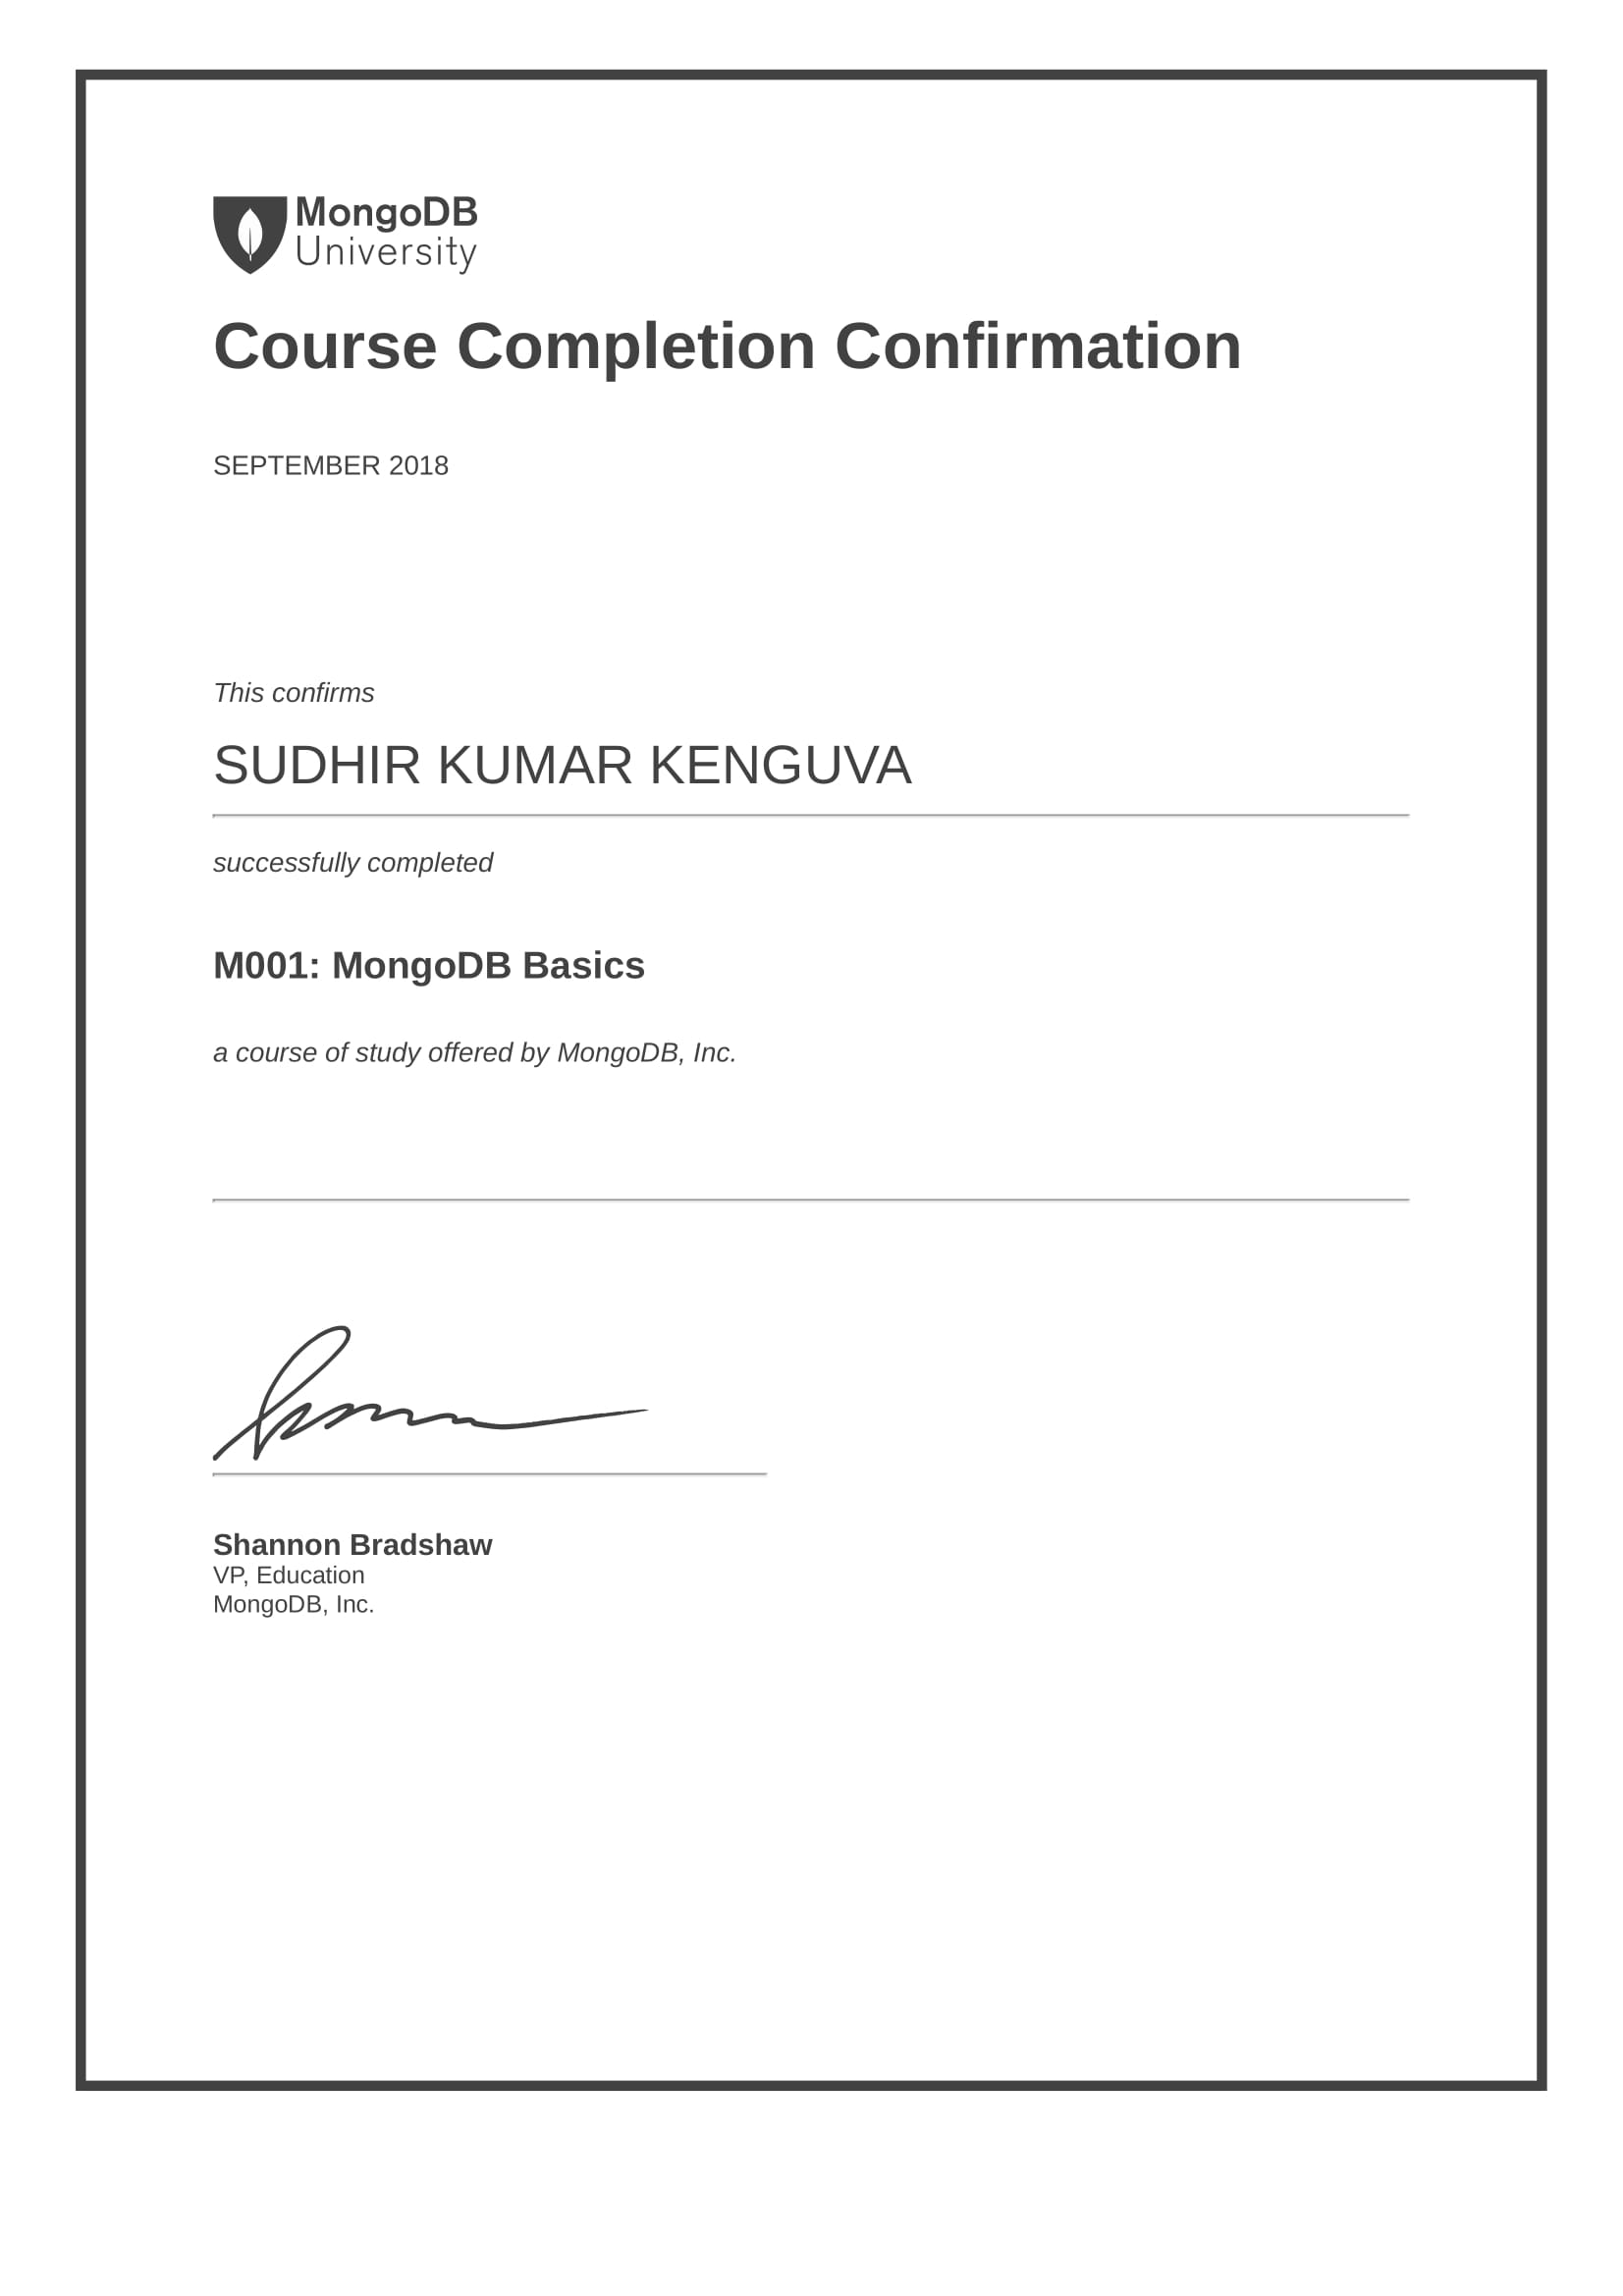 MongoDB
University
Course Completion Confirmation
SEPTEMBER 2018
This confirms
SUDHIR KUMAR KENGUVA
successfully completed
M001: MongoDB Basics
a course of study offered by MongoDB, Inc.
Shannon Bradshaw
VP, Education
MongoDB, Inc.